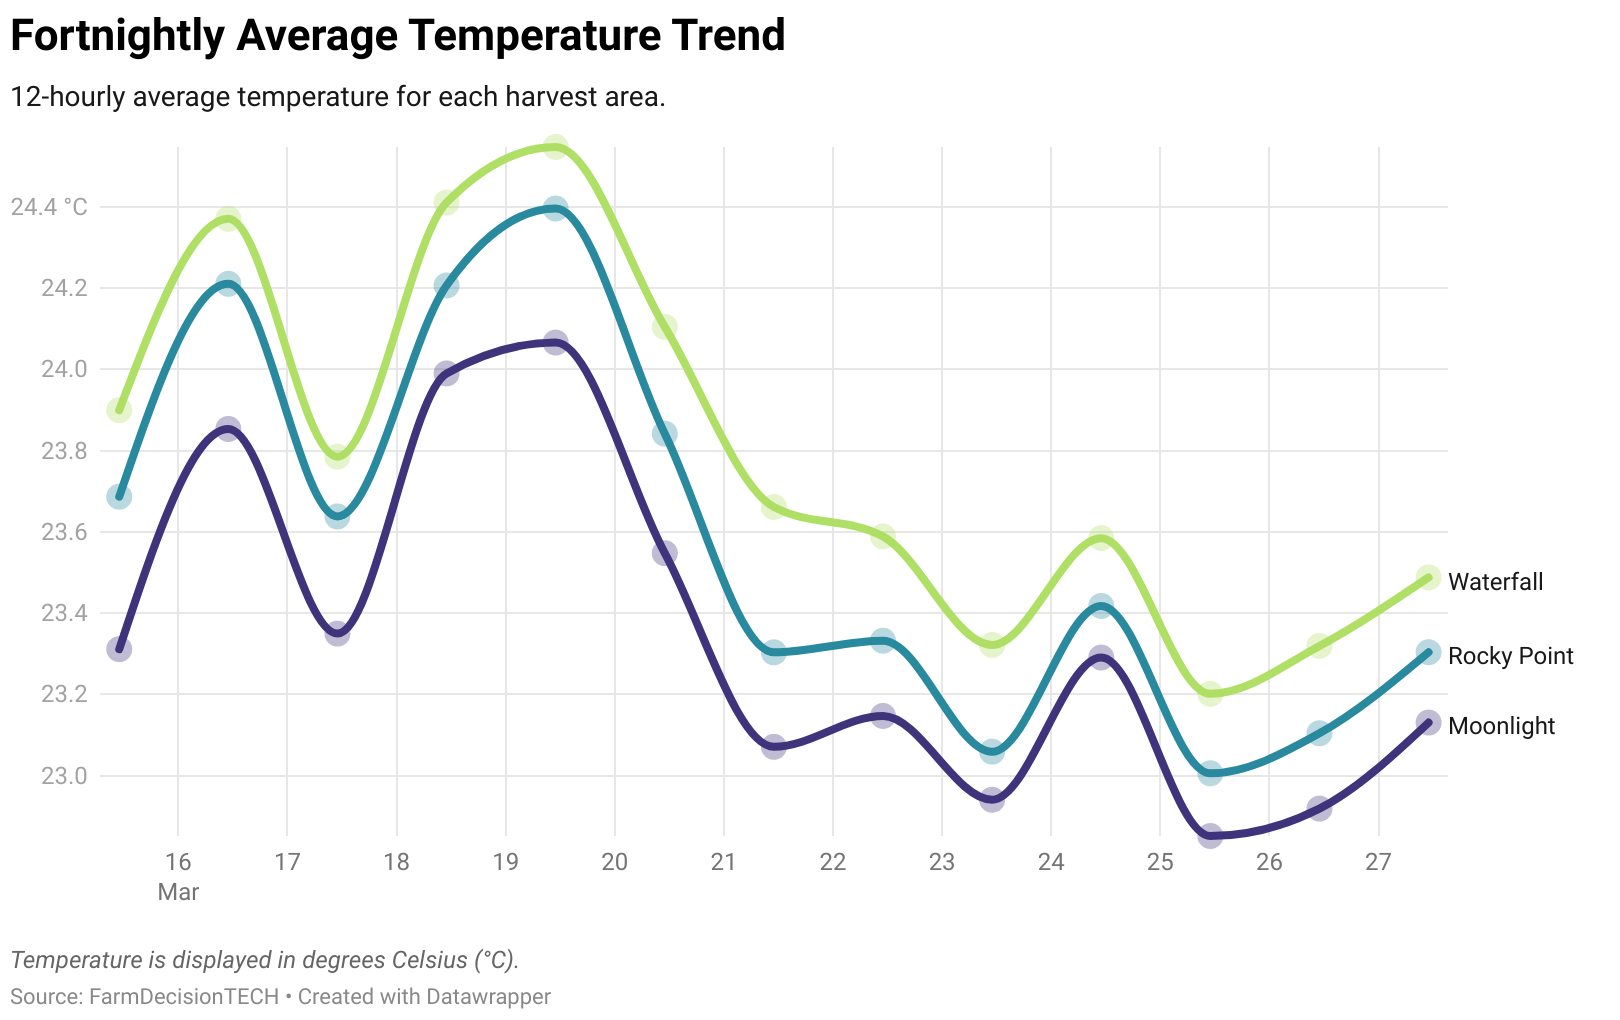 Fortnightly Average Temperature Trend
12-hourly average temperature for each harvest area.
24.4 °C
24.2
24.0
23.8
23.6
23.4
23.2
23.0
Waterfall
Rocky Point
Moonlight
16 17 18 19 20 21 22 23 24 25 26 27
Mar
Temperature is displayed in degrees Celsius (°C).
Source: FarmDecisionTECH • Created with Datawrapper